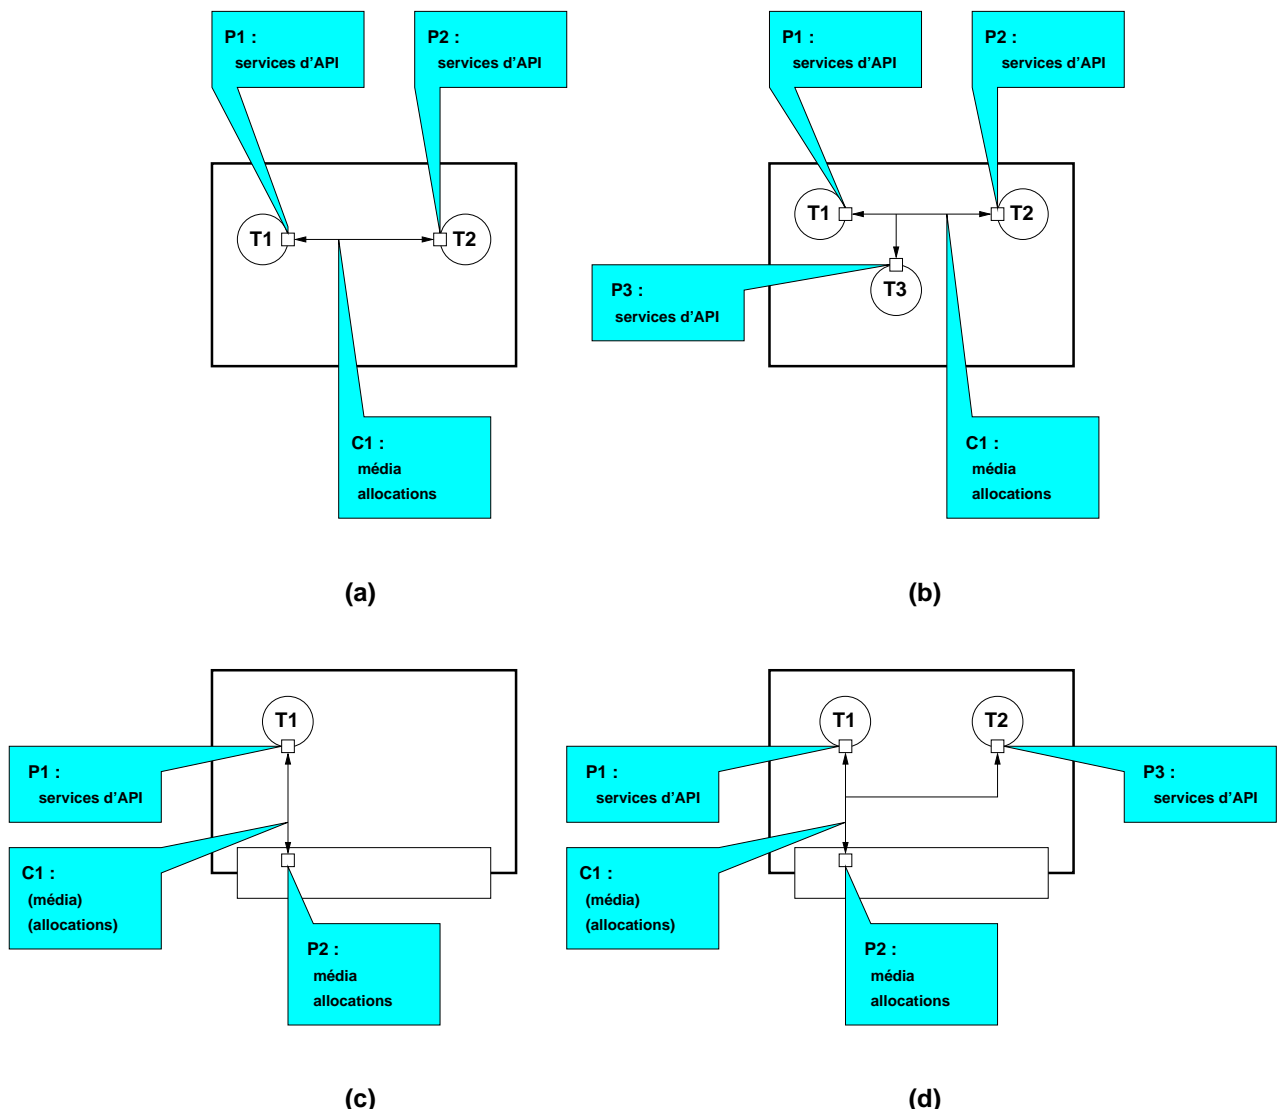 P1 :
services d'API
P2 :
services d'API
T1
T2
C1 :
média
allocations
(a)
P1 :
services d'API
P2 :
services d'API
T1
T2
P3 :
services d'API
T3
C1 :
média
allocations
(b)
T1
P1 :
services d'API
C1 :
(média)
(allocations)
P2 :
média
allocations
(c)
T1
T2
P1 :
services d'API
P3 :
services d'API
C1 :
(média)
(allocations)
P2 :
média
allocations
(d)